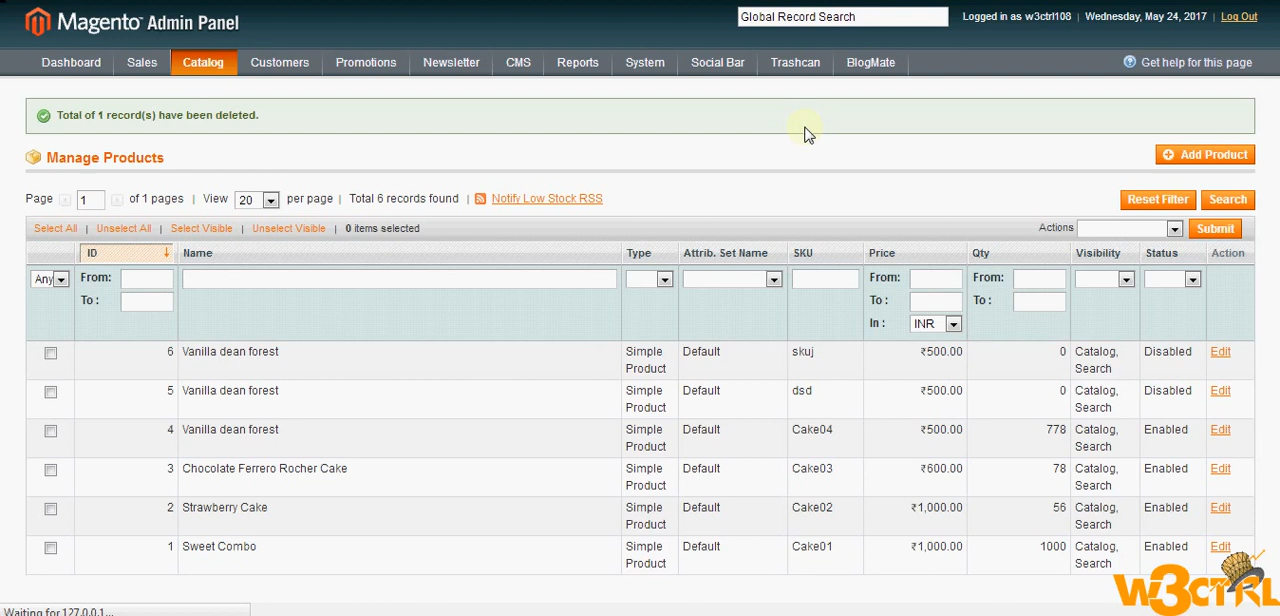 Magento Admin Panel
Global Record Search
Logged in as w3ctrl108 | Wednesday, May 24, 2017 | Log Out
Dashboard Sales Catalog Customers Promotions Newsletter CMS Reports System Social Bar Trashcan BlogMate Get help for this page
Total of 1 record(s) have been deleted.
Manage Products
Add Product
Page 1 of 1 pages | View 20 per page | Total 6 records found | Notify Low Stock RSS
Reset Filter Search
Select All | Unselect All | Select Visible | Unselect Visible | 0 items selected
Actions Submit
ID Name Type Attrib. Set Name SKU Price Qty Visibility Status Action
Any From: From: From:
To : To : To :
In : INR
6 Vanilla dean forest Simple Default skuj ₹500.00 0 Catalog, Disabled Edit
Product Search
5 Vanilla dean forest Simple Default dsd ₹500.00 0 Catalog, Disabled Edit
Product Search
4 Vanilla dean forest Simple Default Cake04 ₹500.00 778 Catalog, Enabled Edit
Product Search
3 Chocolate Ferrero Rocher Cake Simple Default Cake03 ₹600.00 78 Catalog, Enabled Edit
Product Search
2 Strawberry Cake Simple Default Cake02 ₹1,000.00 56 Catalog, Enabled Edit
Product Search
1 Sweet Combo Simple Default Cake01 ₹1,000.00 1000 Catalog, Enabled Edit
Product Search
W3CTRL
Waiting for 127.0.0.1...